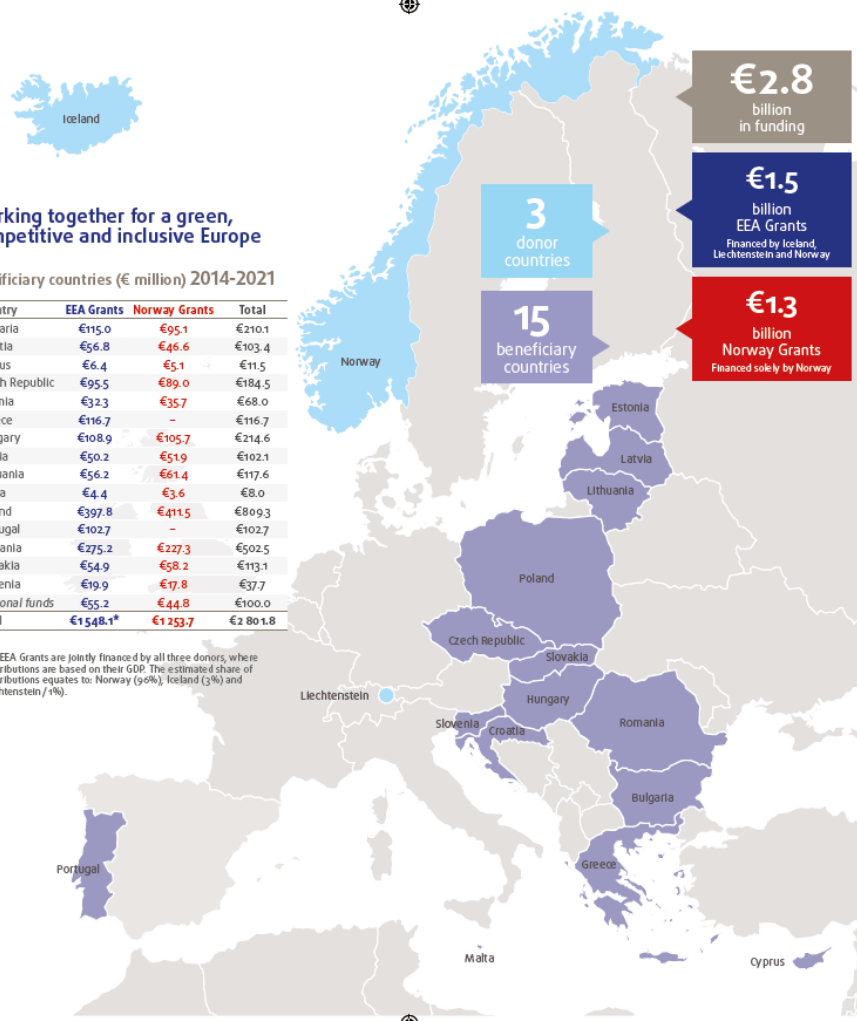 Iceland
€2.8
billion
in funding
€1.5
billion
EEA Grants
Financed by Iceland,
Liechtenstein and Norway
€1.3
billion
Norway Grants
Financed solely by Norway
3
donor
countries
15
beneficiary
countries
rking together for a green,
npetitive and inclusive Europe
ficiary countries (€ million) 2014-2021
try EEA Grants Norway Grants Total
aria €115.0 €95.1 €210.1
tia €56.8 €46.6 €103.4
us €6.4 €5.1 €11.5
h Republic €95.5 €89.0 €184.5
nia €32.3 €35.7 €68.0
ce €116.7 – €116.7
gary €108.9 €105.7 €214.6
ia €50.2 €51.9 €102.1
uania €56.2 €61.4 €117.6
a €4.4 €3.6 €8.0
nd €397.8 €411.5 €809.3
ugal €102.7 – €102.7
ania €275.2 €227.3 €502.5
akia €54.9 €58.2 €113.1
enia €19.9 €17.8 €37.7
onal funds €55.2 €44.8 €100.0
l €1 548.1* €1 253.7 €2 801.8
EEA Grants are jointly financed by all three donors, where
ributions are based on their GDP. The estimated share of
ributions equates to: Norway (96%), Iceland (3%) and
htenstein /1%).
Norway
Estonia
Latvia
Lithuania
Poland
Czech Republic
Slovakia
Liechtenstein
Hungary
Slovenia
Croatia
Romania
Bulgaria
Portugal
Greece
Malta
Cyprus